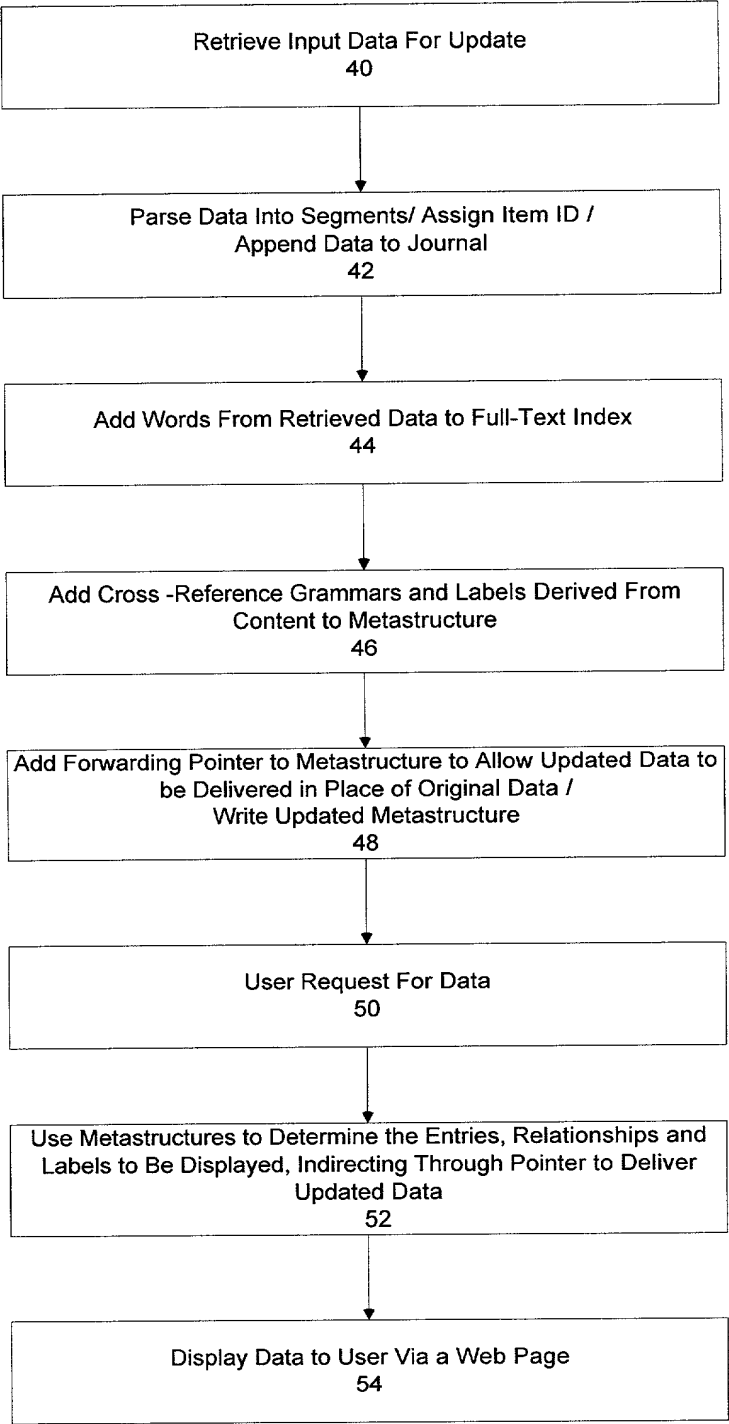 Retrieve Input Data For Update
40
Parse Data Into Segments/ Assign Item ID /
Append Data to Journal
42
Add Words From Retrieved Data to Full-Text Index
44
Add Cross -Reference Grammars and Labels Derived From
Content to Metastructure
46
Add Forwarding Pointer to Metastructure to Allow Updated Data to
be Delivered in Place of Original Data /
Write Updated Metastructure
48
User Request For Data
50
Use Metastructures to Determine the Entries, Relationships and
Labels to Be Displayed, Indirecting Through Pointer to Deliver
Updated Data
52
Display Data to User Via a Web Page
54